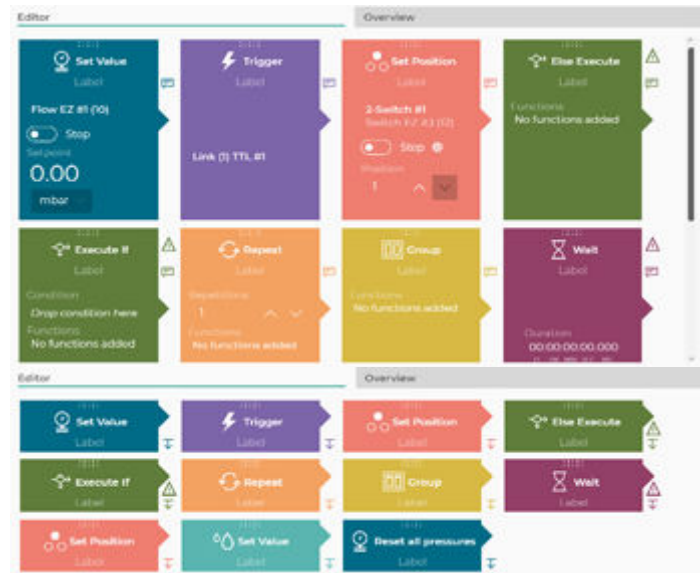 Editor
Overview
Set Value
Label
Flow EZ #1 (10)
Stop
Setpoint
0.00
mbar
Trigger
Label
Link (1) TTL #1
Set Position
Label
2-Switch #1
Stop
Position
1
Else Execute
Label
Functions
No functions added
Execute If
Label
Condition
Drop condition here
Functions
No functions added
Repeat
Label
Repetitions
1
Functions
No functions added
Group
Label
Functions
No functions added
Wait
Label
Duration
00:00:00:00.000
Editor
Overview
Set Value
Label
Trigger
Label
Set Position
Label
Else Execute
Label
Execute If
Label
Repeat
Label
Group
Label
Wait
Label
Set Position
Label
Set Value
Label
Reset all pressures
Label